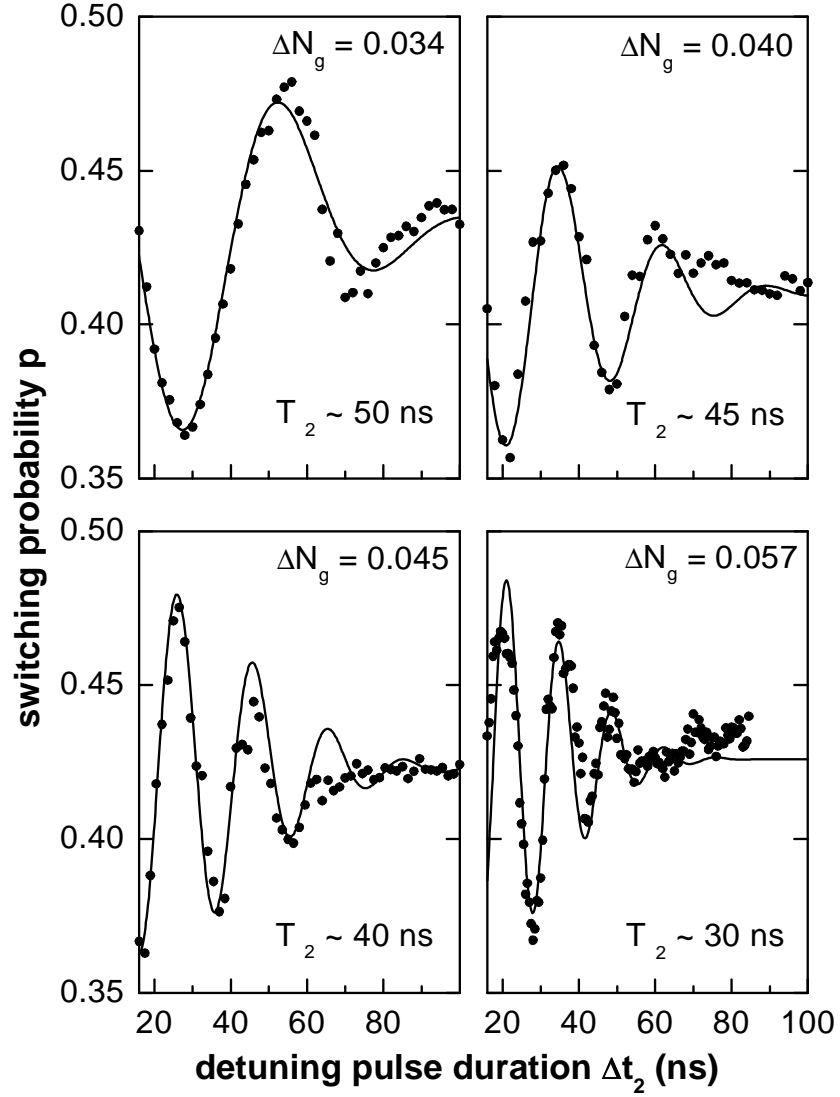 0.50
0.45
0.40
0.35
ΔN_g = 0.034
T_2 ~ 50 ns
ΔN_g = 0.040
T_2 ~ 45 ns
0.50
0.45
0.40
0.35
ΔN_g = 0.045
T_2 ~ 40 ns
ΔN_g = 0.057
T_2 ~ 30 ns
20 40 60 80
20 40 60 80 100
switching probability p
detuning pulse duration Δt_2 (ns)